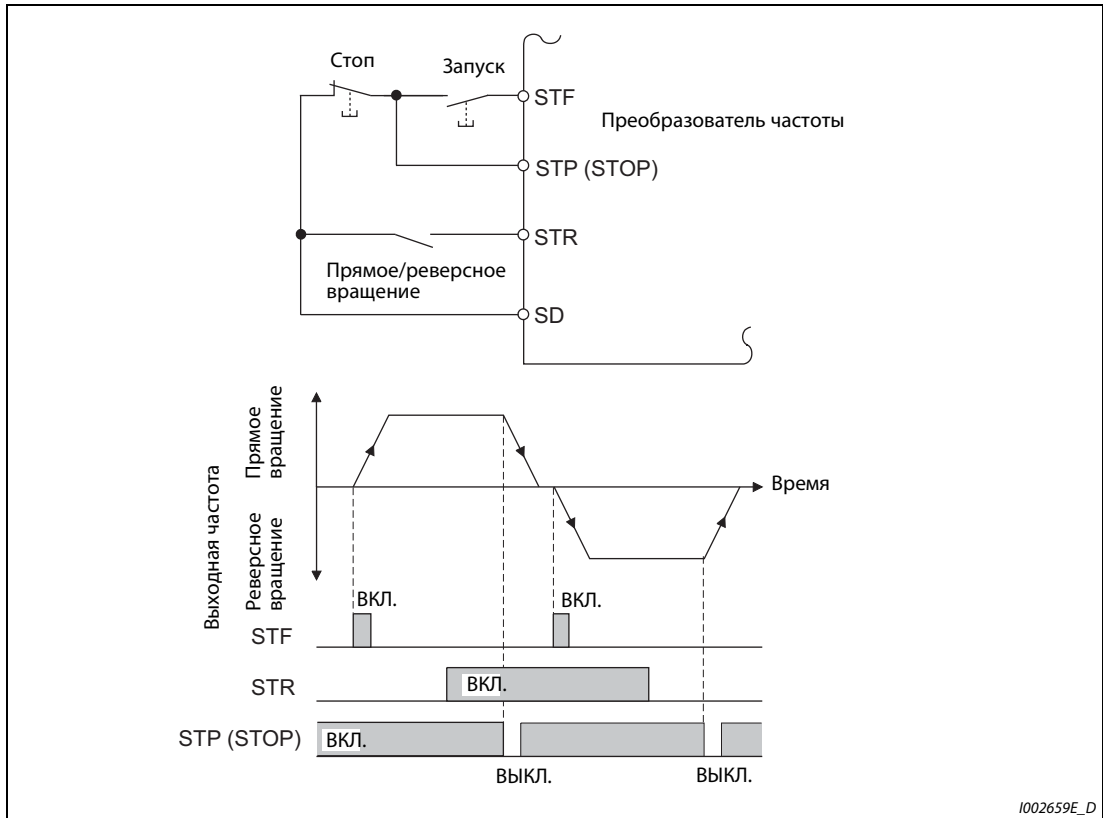 Стоп
Запуск
STF
Преобразователь частоты
STP (STOP)
STR
Прямое/реверсное
вращение
SD
Выходная частота
Прямое
вращение
Реверсное
вращение
Время
ВКЛ.
ВКЛ.
STF
STR
ВКЛ.
STP (STOP)
ВКЛ.
ВЫКЛ.
ВЫКЛ.
I002659E_D